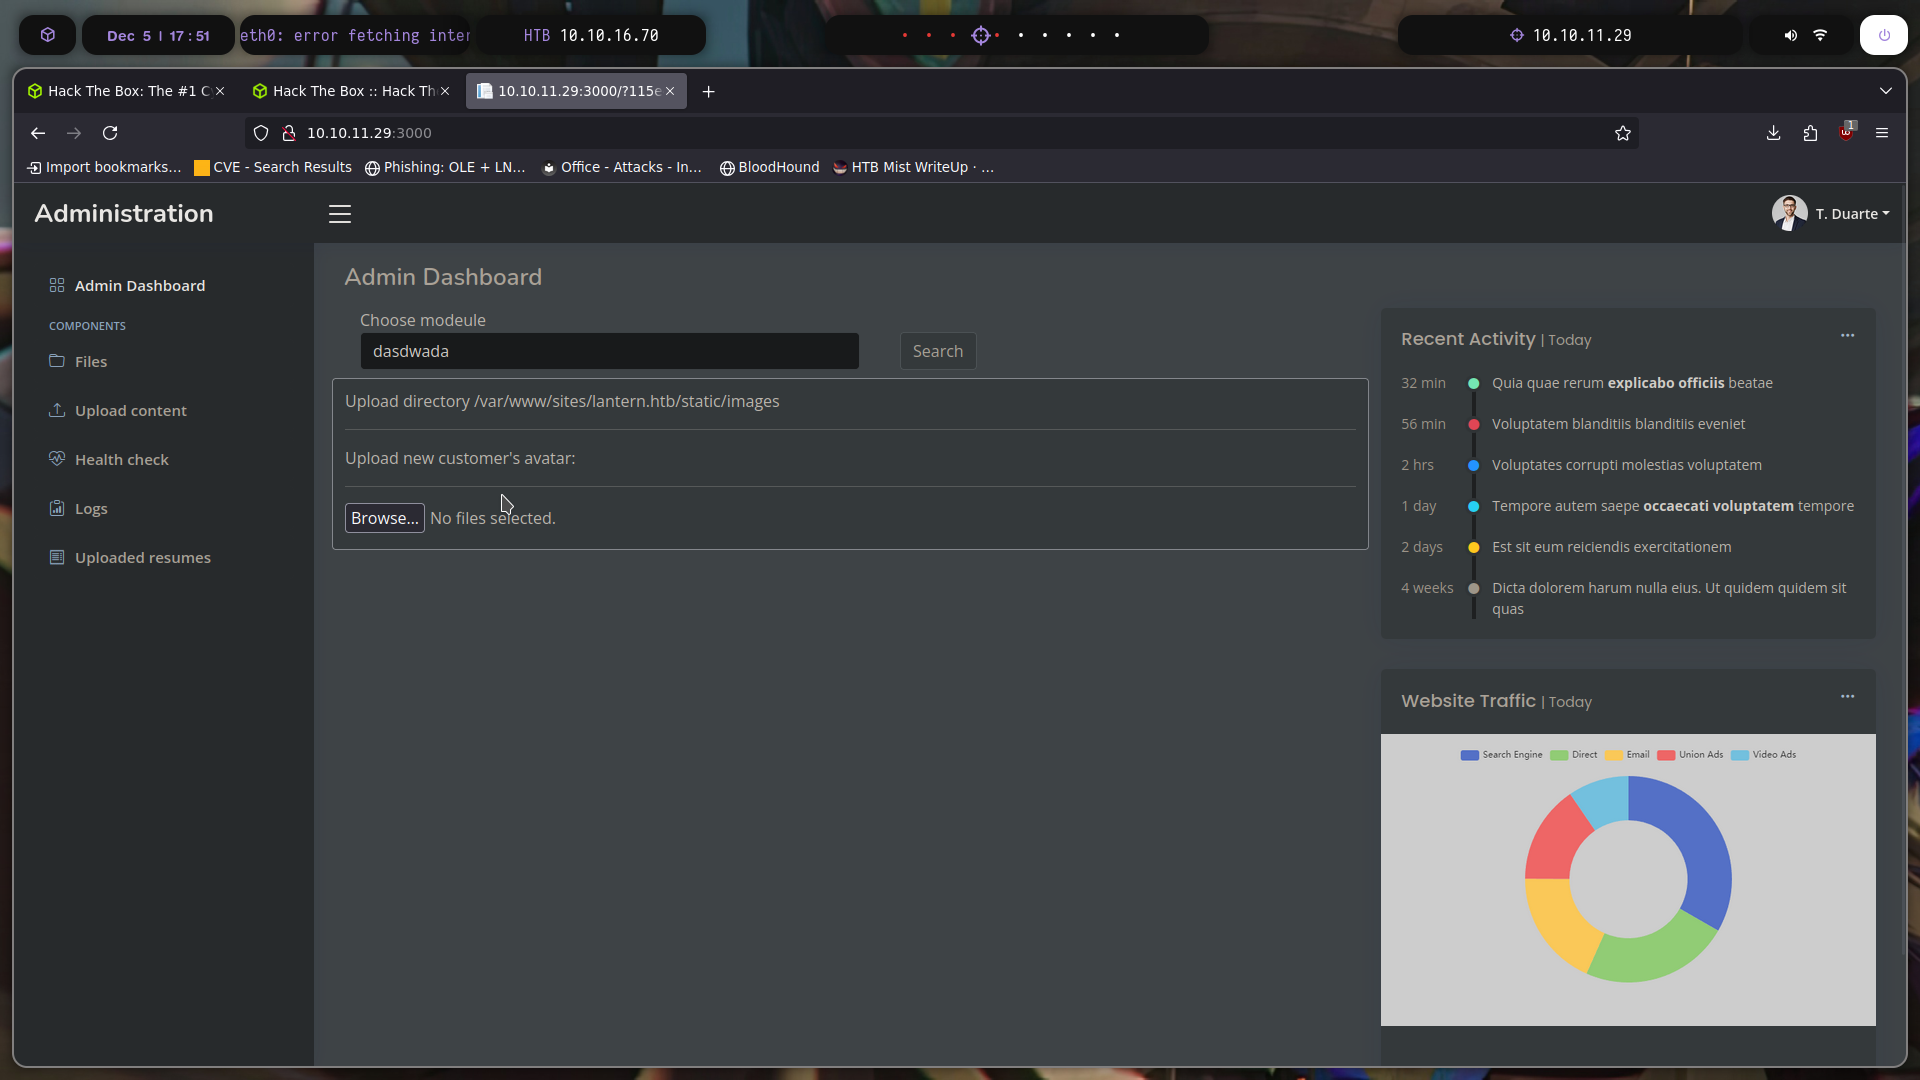 Dec 5 | 17:51
eth0: error fetching inter
HTB 10.10.16.70
10.10.11.29
Hack The Box: The #1 C
Hack The Box :: Hack Th
10.10.11.29:3000/?115e
10.10.11.29:3000
1
Import bookmarks...
CVE - Search Results
Phishing: OLE + LN...
Office - Attacks - In...
BloodHound
HTB Mist WriteUp · ...
Administration
T. Duarte
Admin Dashboard
COMPONENTS
Files
Upload content
Health check
Logs
Uploaded resumes
Admin Dashboard
Choose modeule
dasdwada
Search
Upload directory /var/www/sites/lantern.htb/static/images
Upload new customer's avatar:
Browse... No files selected.
Recent Activity | Today
32 min Quia quae rerum explicabo officiis beatae
56 min Voluptatem blanditiis blanditiis eveniet
2 hrs Voluptates corrupti molestias voluptatem
1 day Tempore autem saepe occaecati voluptatem tempore
2 days Est sit eum reiciendis exercitationem
4 weeks Dicta dolorem harum nulla eius. Ut quidem quidem sit
quas
Website Traffic | Today
Search Engine Direct Email Union Ads Video Ads